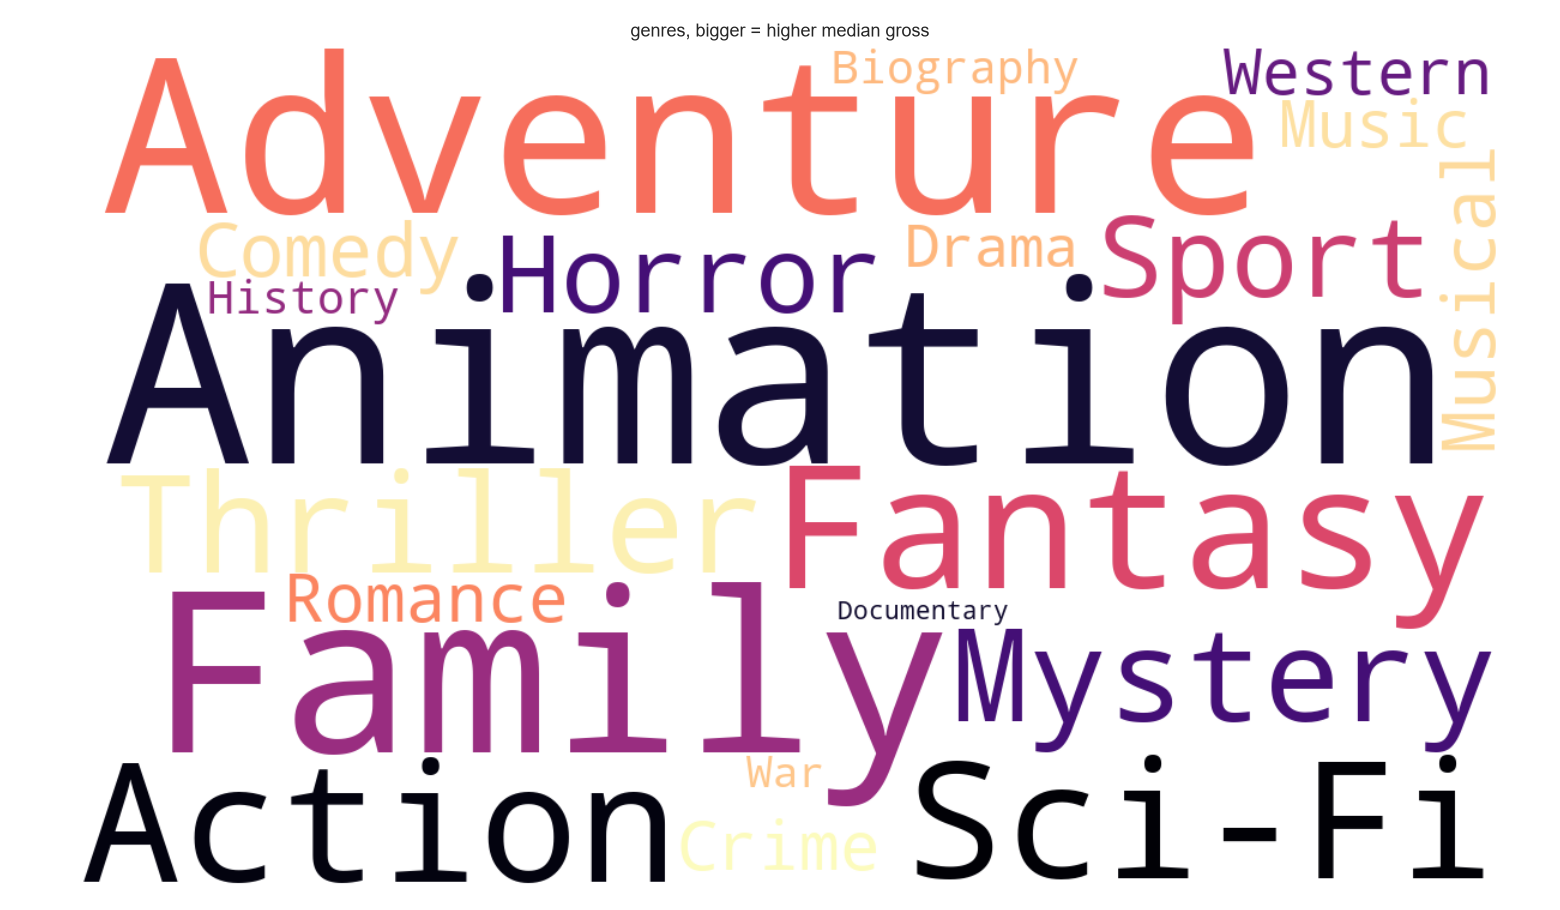 genres, bigger = higher median gross
Adventure
Biography
Western
Music
Musical
Comedy
Horror
Drama
Sport
History
Animation
Thriller
Fantasy
Romance
Family
Documentary
Mystery
Action
War
Crime
Sci-Fi